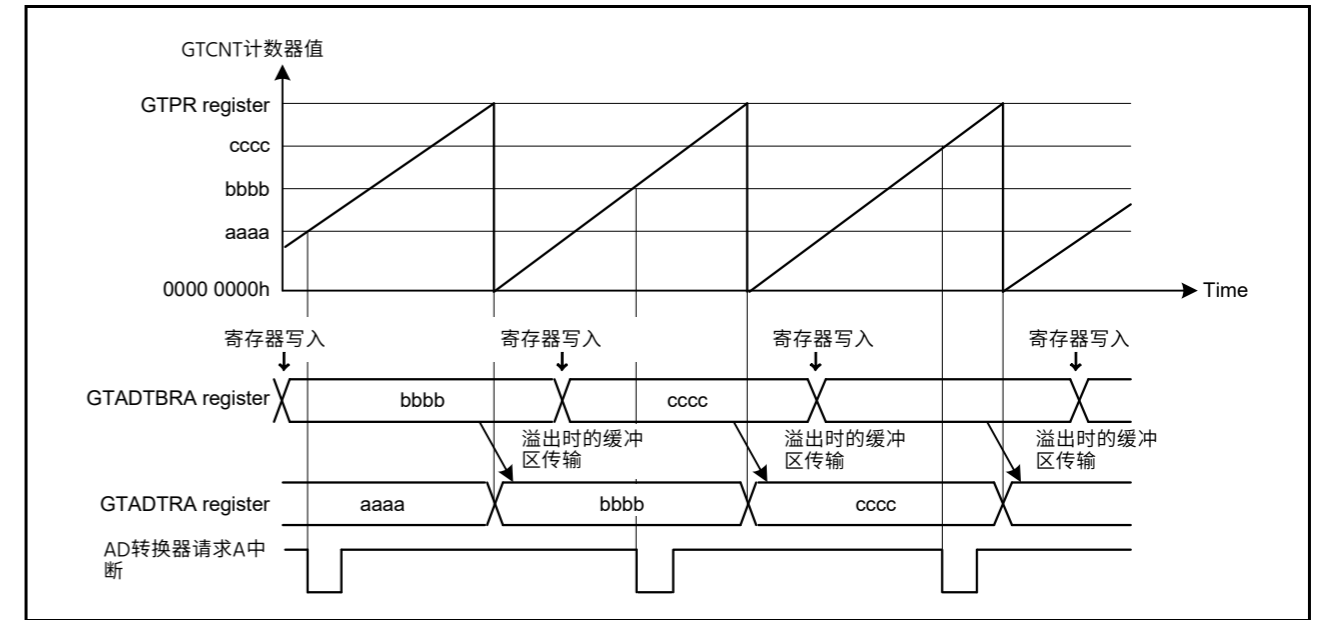 GTCNT计数器值
GTPR register
cccc
bbbb
aaaa
0000 0000h
Time
寄存器写入
寄存器写入
寄存器写入
寄存器写入
GTADTBRA register
bbbb
cccc
溢出时的缓冲
区传输
溢出时的缓冲
区传输
溢出时的缓冲
区传输
GTADTRA register
aaaa
bbbb
cccc
AD转换器请求A中
断